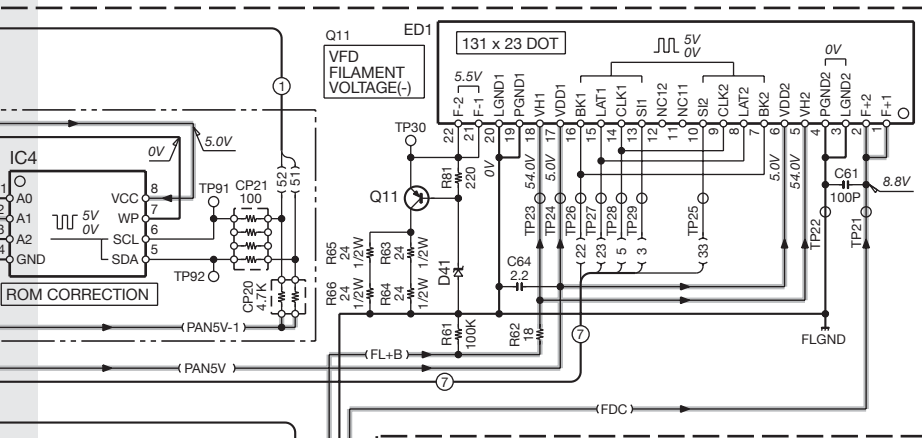 Q11
VFD
FILAMENT
VOLTAGE(-)
ED1
131 x 23 DOT
5V
0V
0V
5.5V
F-2
F-1
LGND1
PGND1
VH1
VDD1
BK1
LAT1
CLK1
SI1
NC12
NC11
SI2
CLK2
LAT2
BK2
VDD2
VH2
PGND2
LGND2
F+2
F+1
22
21
20
19
18
17
16
15
14
13
12
11
10
9
8
7
6
5
4
3
2
1
1
0V
5.0V
IC4
1
A0
2
A1
3
A2
4
GND
5V
0V
VCC
8
WP
7
SCL
6
SDA
5
TP91
TP92
CP21
100
52
51
CP20
4.7K
ROM CORRECTION
TP30
R81
220
Q11
0V
54.0V
5.0V
5.0V
54.0V
C61
100P
8.8V
TP23
TP24
TP26
TP27
TP28
TP29
TP25
TP22
TP21
22
23
5
3
33
R65
24
1/2W
R63
24
1/2W
R66
24
1/2W
R64
24
1/2W
D41
C64
2.2
R61
100K
R62
18
7
FLGND
PAN5V-1
FL+B
PAN5V
7
FDC